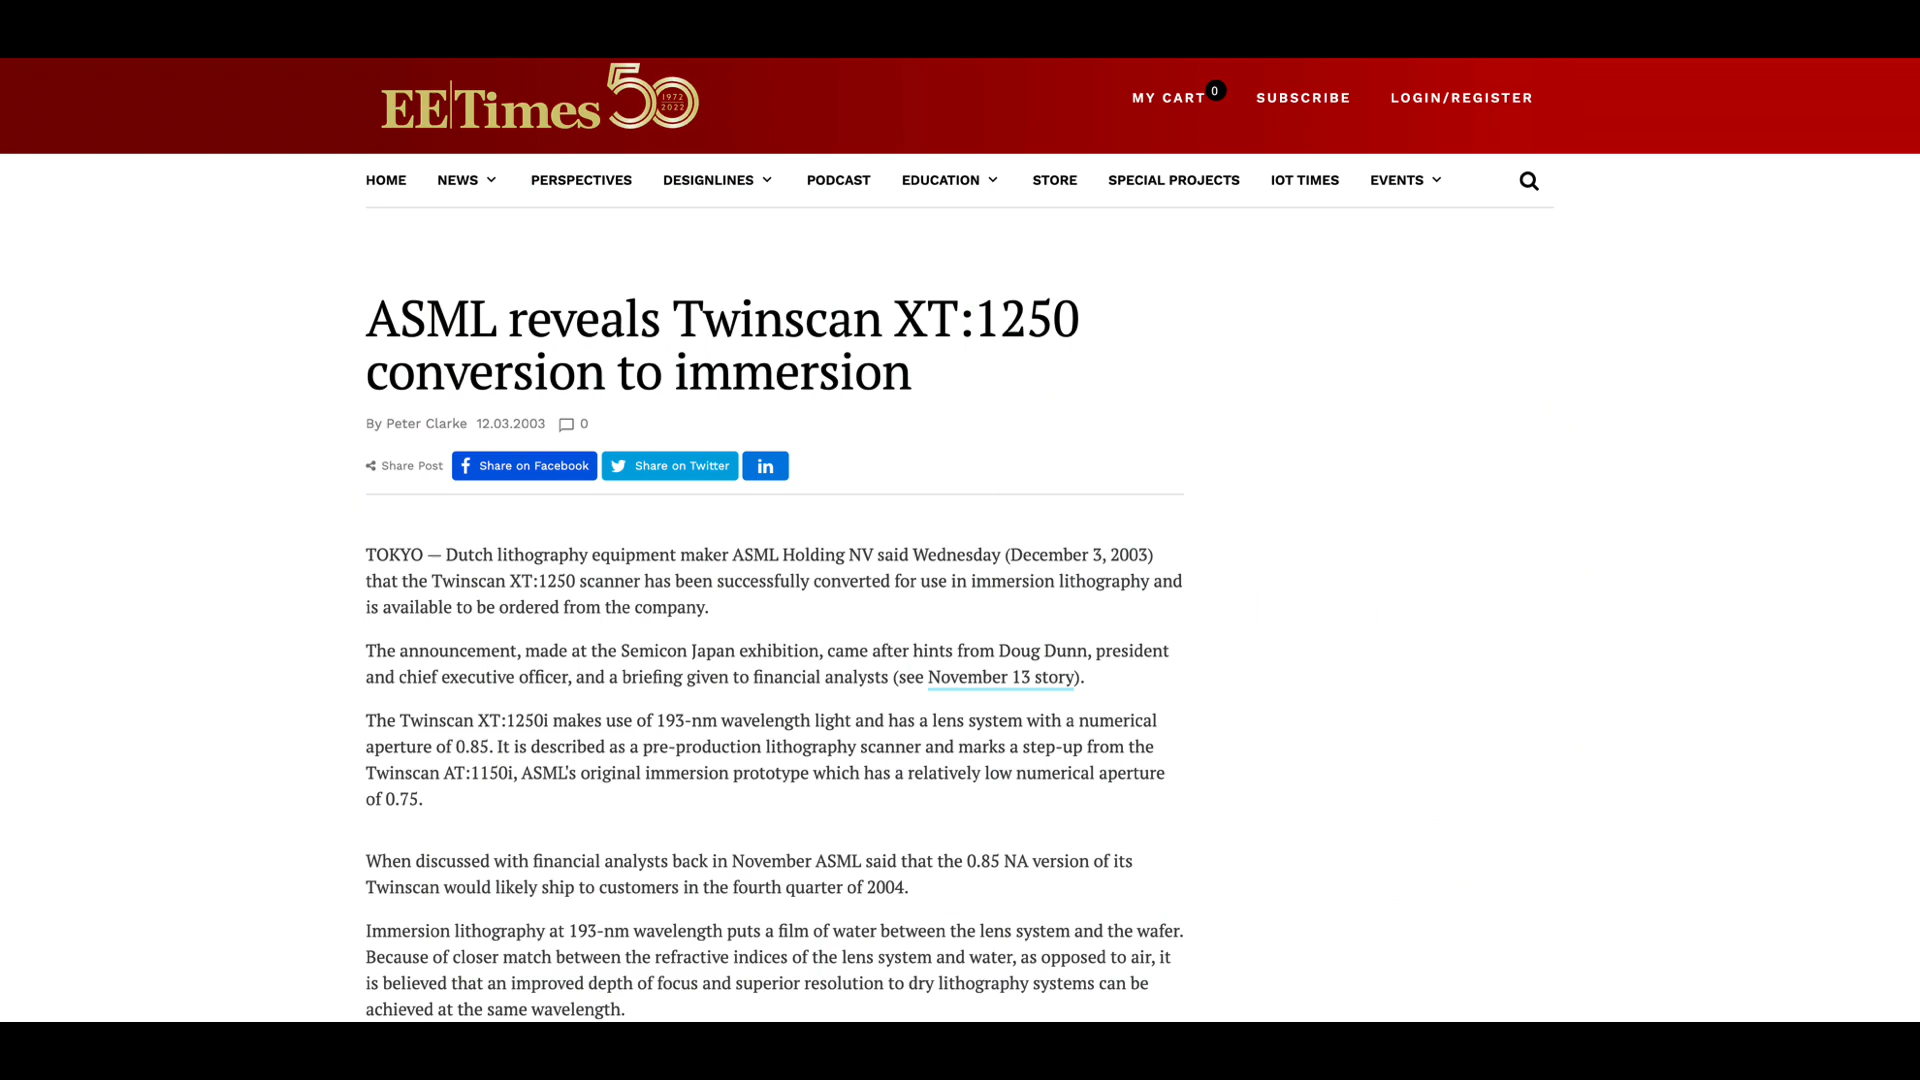 EE|Times 50
1972
2022
MY CART 0 SUBSCRIBE LOGIN/REGISTER
HOME NEWS PERSPECTIVES DESIGNLINES PODCAST EDUCATION STORE SPECIAL PROJECTS IOT TIMES EVENTS
ASML reveals Twinscan XT:1250
conversion to immersion
By Peter Clarke 12.03.2003 0
Share Post Share on Facebook Share on Twitter in
TOKYO — Dutch lithography equipment maker ASML Holding NV said Wednesday (December 3, 2003)
that the Twinscan XT:1250 scanner has been successfully converted for use in immersion lithography and
is available to be ordered from the company.
The announcement, made at the Semicon Japan exhibition, came after hints from Doug Dunn, president
and chief executive officer, and a briefing given to financial analysts (see November 13 story).
The Twinscan XT:1250i makes use of 193-nm wavelength light and has a lens system with a numerical
aperture of 0.85. It is described as a pre-production lithography scanner and marks a step-up from the
Twinscan AT:1150i, ASML's original immersion prototype which has a relatively low numerical aperture
of 0.75.
When discussed with financial analysts back in November ASML said that the 0.85 NA version of its
Twinscan would likely ship to customers in the fourth quarter of 2004.
Immersion lithography at 193-nm wavelength puts a film of water between the lens system and the wafer.
Because of closer match between the refractive indices of the lens system and water, as opposed to air, it
is believed that an improved depth of focus and superior resolution to dry lithography systems can be
achieved at the same wavelength.